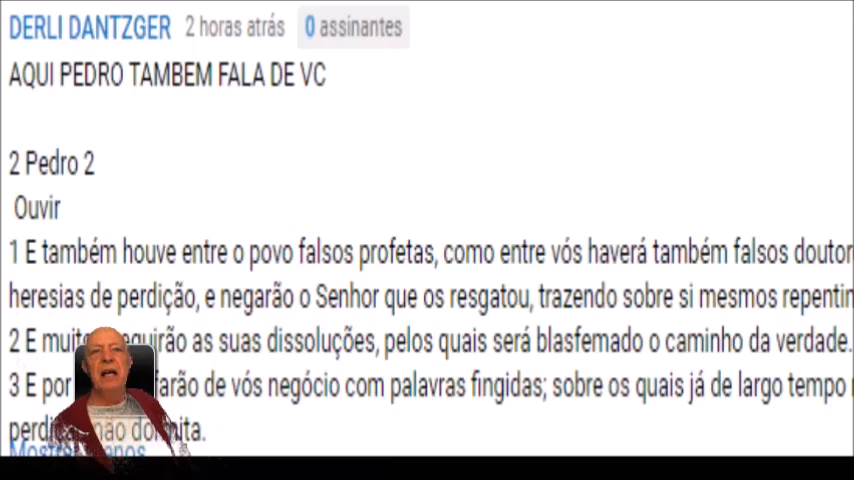 DERLI DANTZGER 2 horas atrás 0 assinantes
AQUI PEDRO TAMBEM FALA DE VC
2 Pedro 2
Ouvir
1 E também houve entre o povo falsos profetas, como entre vós haverá também falsos doutor
heresias de perdição, e negarão o Senhor que os resgatou, trazendo sobre si mesmos repentin
2 E muito as suas dissoluções, pelos quais será blasfemado o caminho da verdade.
3 E por farão de vós negócio com palavras fingidas; sobre os quais já de largo tempo
não dormita.